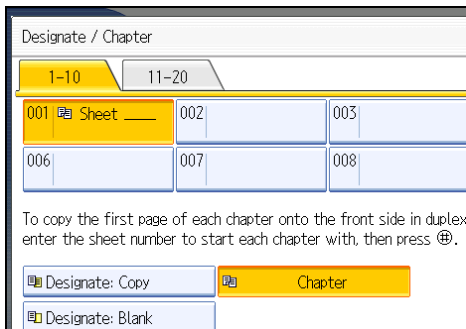 Designate / Chapter
1-10 11-20
001 Sheet ____ 002 003
006 007 008
To copy the first page of each chapter onto the front side in duplex
enter the sheet number to start each chapter with, then press ⌗.
Designate: Copy Chapter
Designate: Blank